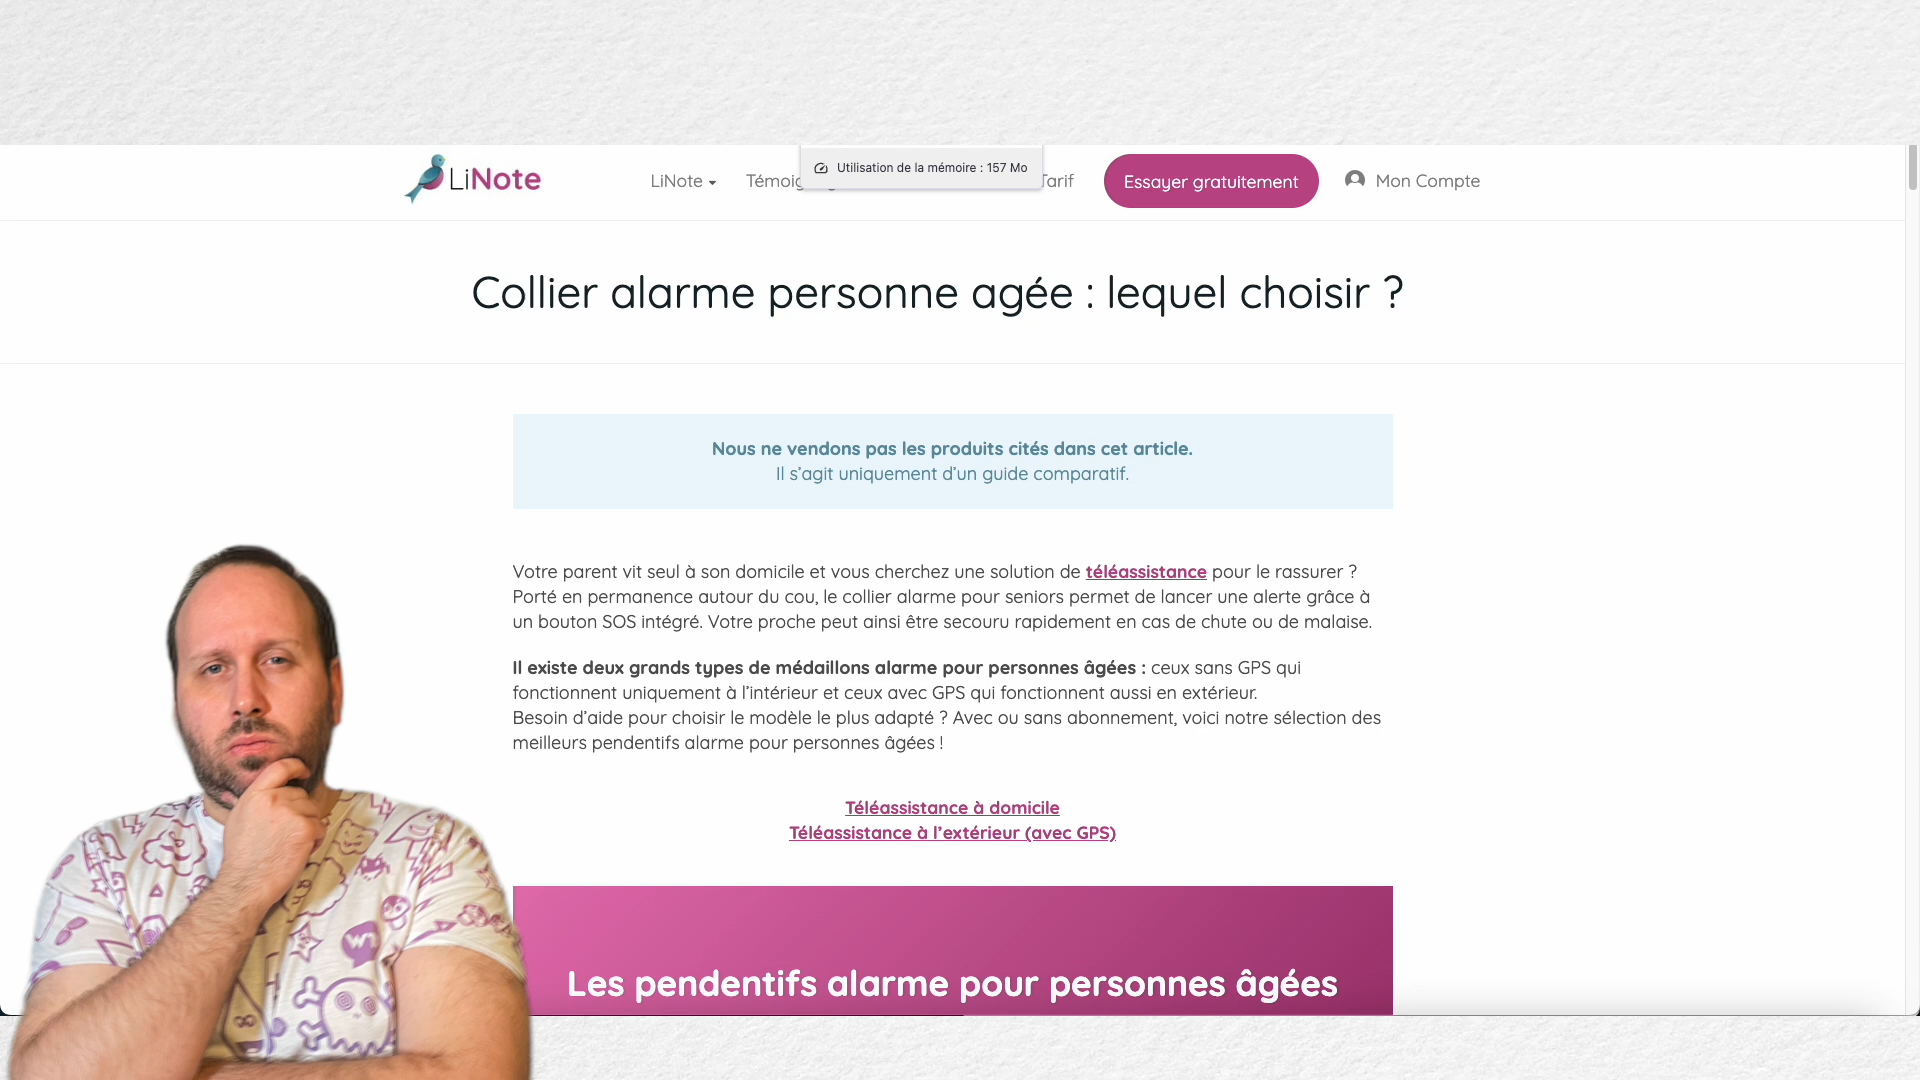 LiNote
LiNote
Utilisation de la mémoire : 157 Mo
Tarif
Essayer gratuitement
Mon Compte
Collier alarme personne agée : lequel choisir ?
Nous ne vendons pas les produits cités dans cet article.
Il s’agit uniquement d’un guide comparatif.
Votre parent vit seul à son domicile et vous cherchez une solution de téléassistance pour le rassurer ?
Porté en permanence autour du cou, le collier alarme pour seniors permet de lancer une alerte grâce à
un bouton SOS intégré. Votre proche peut ainsi être secouru rapidement en cas de chute ou de malaise.
Il existe deux grands types de médaillons alarme pour personnes âgées : ceux sans GPS qui
fonctionnent uniquement à l’intérieur et ceux avec GPS qui fonctionnent aussi en extérieur.
Besoin d’aide pour choisir le modèle le plus adapté ? Avec ou sans abonnement, voici notre sélection des
meilleurs pendentifs alarme pour personnes âgées !
Téléassistance à domicile
Téléassistance à l’extérieur (avec GPS)
Les pendentifs alarme pour personnes âgées